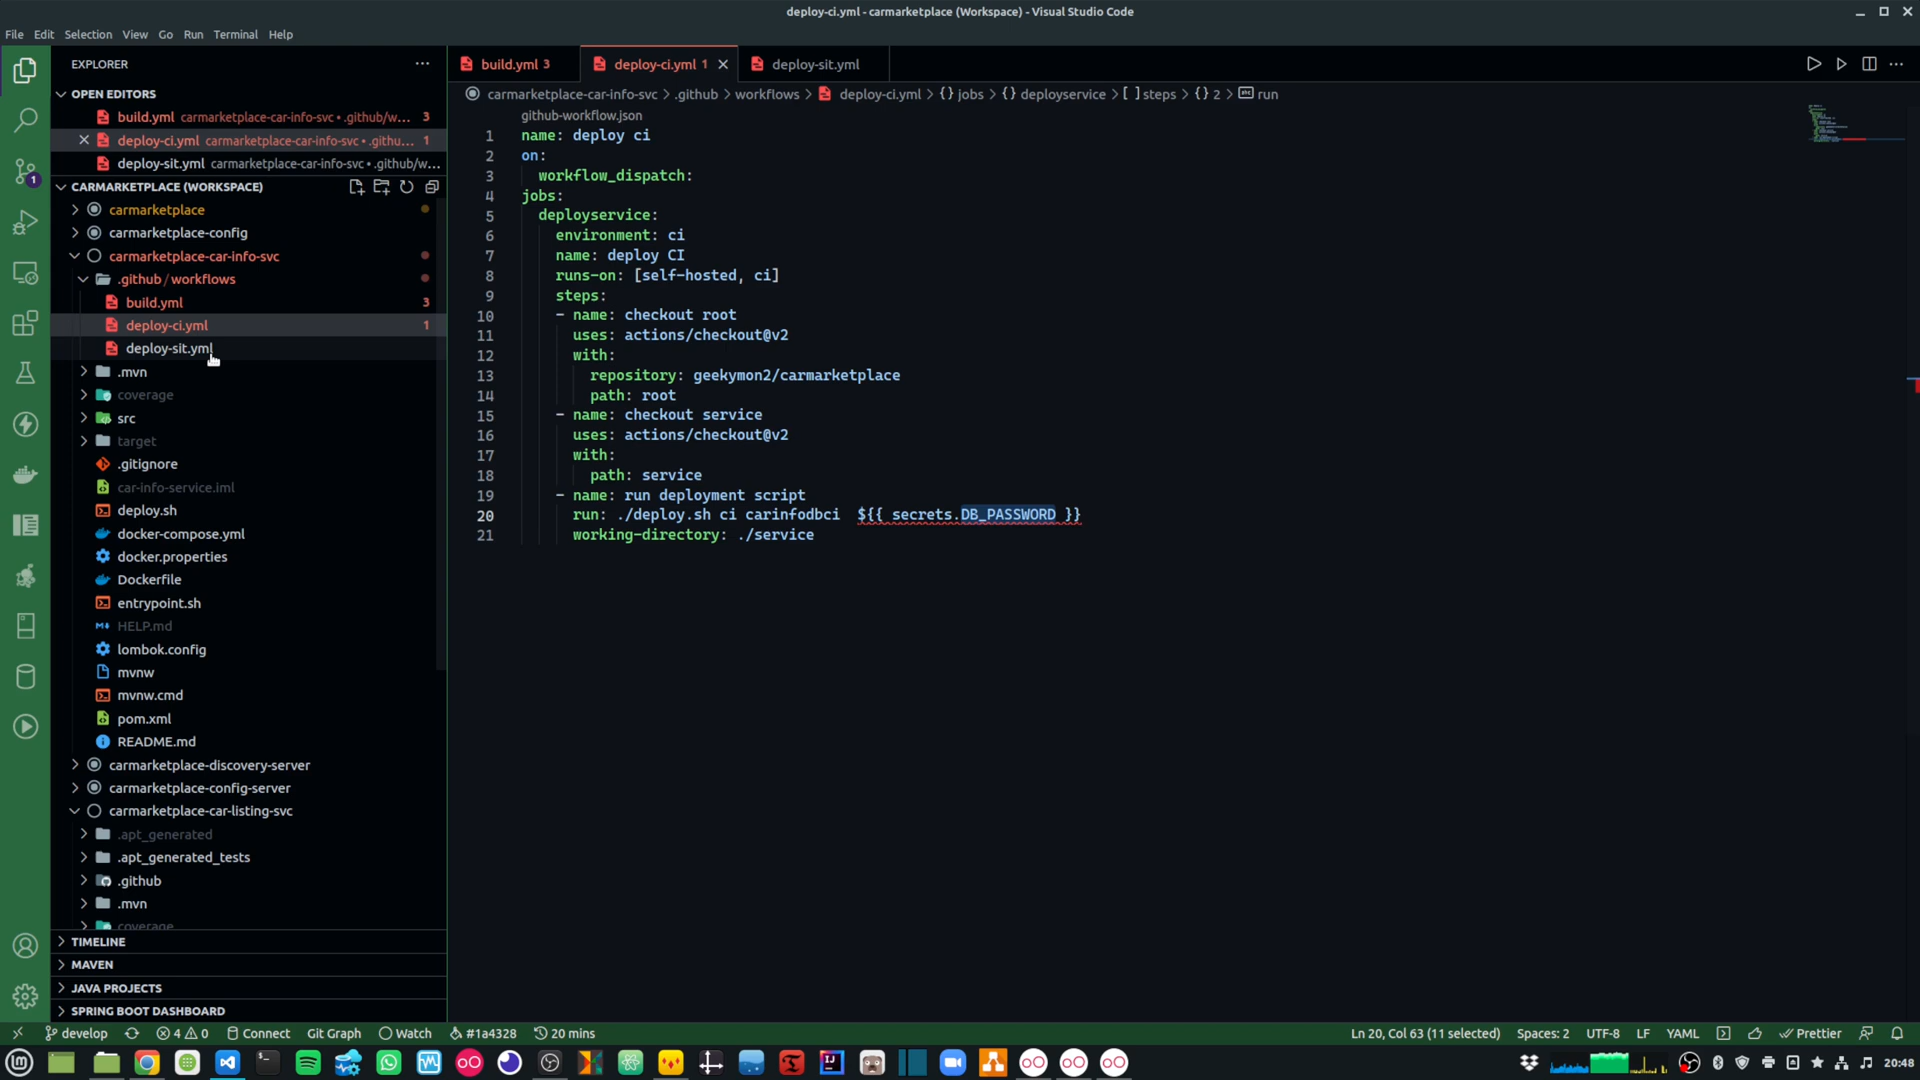 deploy-ci.yml - carmarketplace (Workspace) - Visual Studio Code
File Edit Selection View Go Run Terminal Help
EXPLORER
OPEN EDITORS
build.yml carmarketplace-car-info-svc • .github/w... 3
deploy-ci.yml carmarketplace-car-info-svc • .githu... 1
deploy-sit.yml carmarketplace-car-info-svc • .github/w...
CARMARKETPLACE (WORKSPACE)
carmarketplace
carmarketplace-config
carmarketplace-car-info-svc
.github / workflows
build.yml 3
deploy-ci.yml 1
deploy-sit.yml
.mvn
coverage
src
target
.gitignore
car-info-service.iml
deploy.sh
docker-compose.yml
docker.properties
Dockerfile
entrypoint.sh
HELP.md
lombok.config
mvnw
mvnw.cmd
pom.xml
README.md
carmarketplace-discovery-server
carmarketplace-config-server
carmarketplace-car-listing-svc
.apt_generated
.apt_generated_tests
.github
.mvn
coverage
TIMELINE
MAVEN
JAVA PROJECTS
SPRING BOOT DASHBOARD
build.yml 3 deploy-ci.yml 1 deploy-sit.yml
carmarketplace-car-info-svc > .github > workflows > deploy-ci.yml > {} jobs > {} deployservice > [ ] steps > {} 2 > run
github-workflow.json
1 name: deploy ci
2 on:
3 workflow_dispatch:
4 jobs:
5 deployservice:
6 environment: ci
7 name: deploy CI
8 runs-on: [self-hosted, ci]
9 steps:
10 - name: checkout root
11 uses: actions/checkout@v2
12 with:
13 repository: geekymon2/carmarketplace
14 path: root
15 - name: checkout service
16 uses: actions/checkout@v2
17 with:
18 path: service
19 - name: run deployment script
20 run: ./deploy.sh ci carinfodbci  ${{ secrets.DB_PASSWORD }}
21 working-directory: ./service
1
develop 4 0 Connect Git Graph Watch #1a4328 20 mins
Ln 20, Col 63 (11 selected) Spaces: 2 UTF-8 LF YAML Prettier
20:48